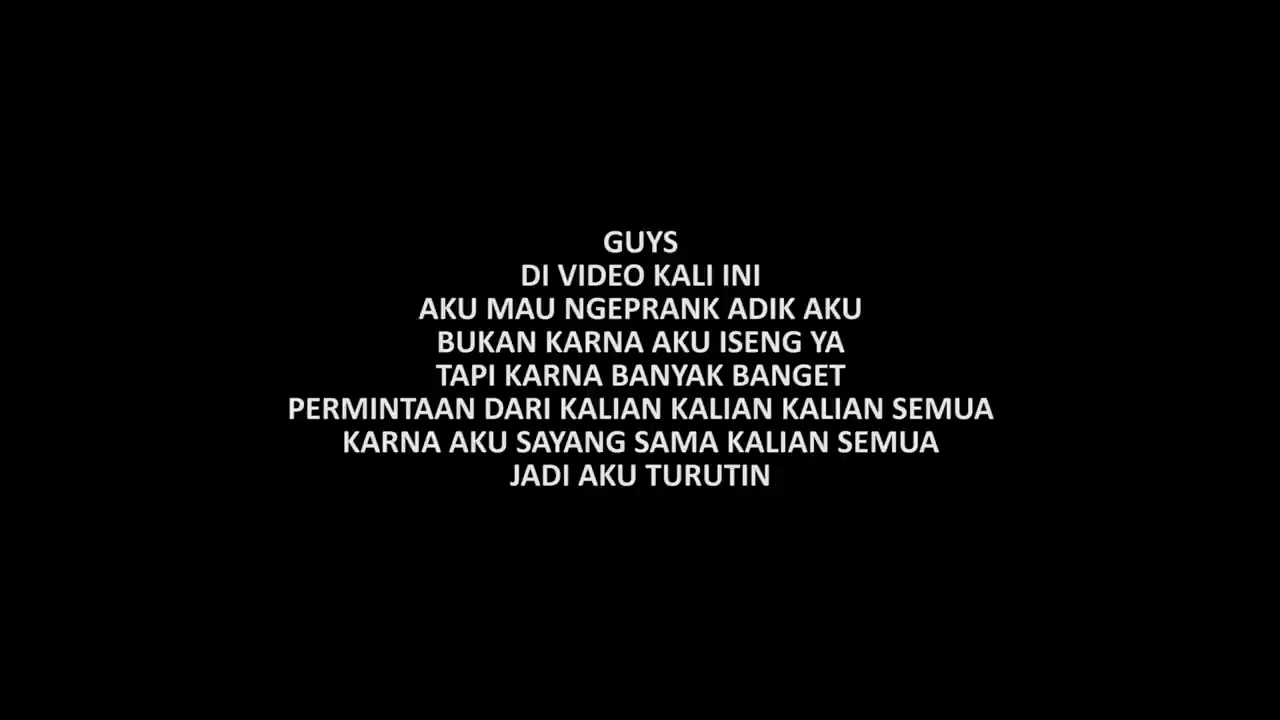 GUYS
DI VIDEO KALI INI
AKU MAU NGEPRANK ADIK AKU
BUKAN KARNA AKU ISENG YA
TAPI KARNA BANYAK BANGET
PERMINTAAN DARI KALIAN KALIAN KALIAN SEMUA
KARNA AKU SAYANG SAMA KALIAN SEMUA
JADI AKU TURUTIN